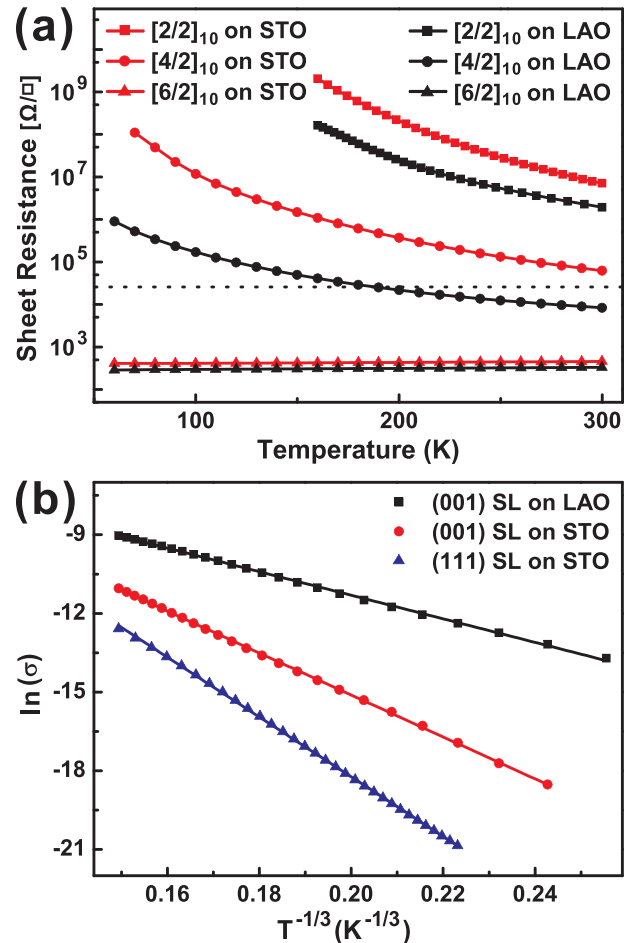 (a)
[2/2]10 on STO
[4/2]10 on STO
[6/2]10 on STO
[2/2]10 on LAO
[4/2]10 on LAO
[6/2]10 on LAO
Sheet Resistance [Ω/□]
10^9
10^7
10^5
10^3
100 200 300
Temperature (K)
(b)
(001) SL on LAO
(001) SL on STO
(111) SL on STO
ln (σ)
-9
-12
-15
-18
-21
0.16 0.18 0.20 0.22 0.24
T^-1/3 (K^-1/3)